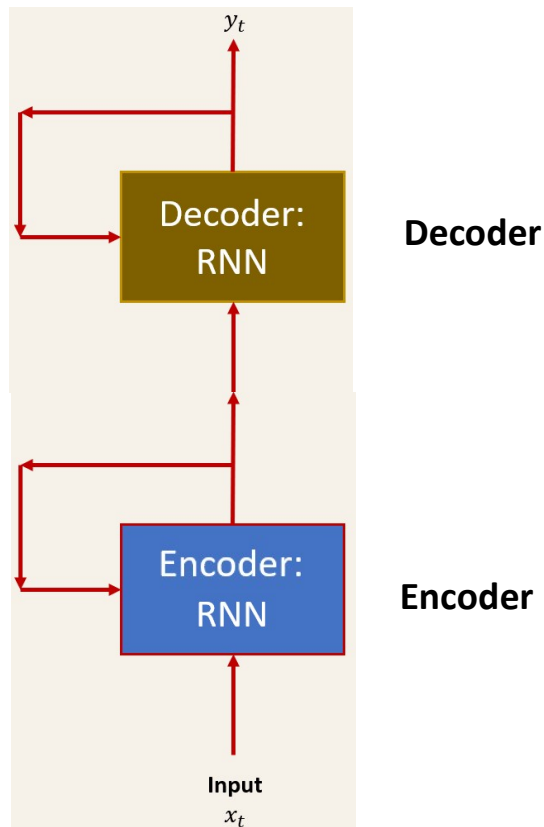 y_t
Decoder:
RNN
Decoder
Encoder:
RNN
Encoder
Input
x_t